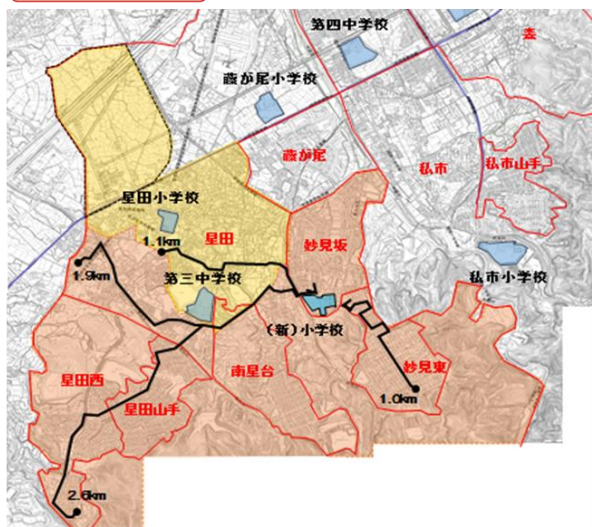 第四中学校
蔭が尾小学校
蔭が尾
私市
私市山手
星田小学校
1.1km
星田
妙見坂
私市小学校
1.9km
第三中学校
(新)小学校
星田西
南星台
妙見東
星田山手
1.0km
2.6km